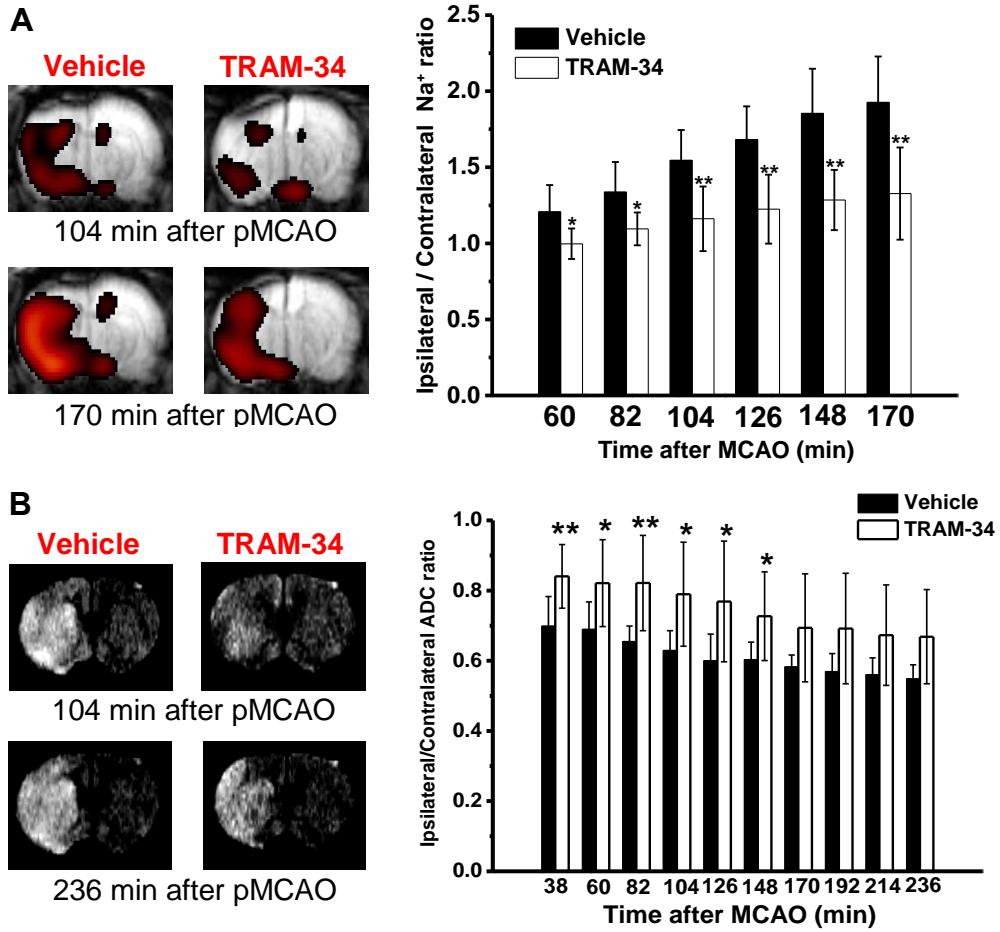 A
Vehicle TRAM-34
104 min after pMCAO
170 min after pMCAO
Ipsilateral / Contralateral Na⁺ ratio
2.5
2.0
1.5
1.0
0.5
0.0
Vehicle
TRAM-34
* * ** ** ** **
60 82 104 126 148 170
Time after MCAO (min)
B
Vehicle TRAM-34
104 min after pMCAO
236 min after pMCAO
Ipsilateral/Contralateral ADC ratio
1.0
0.8
0.6
0.4
0.2
0.0
Vehicle
TRAM-34
** * ** * * *
38 60 82 104 126 148 170 192 214 236
Time after MCAO (min)